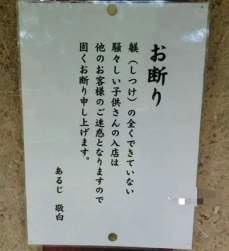 お断り
躾(しつけ)の全くできていない
騒々しい子供さんの入店は
他のお客様のご迷惑となりますので
固くお断り申し上げます。
あるじ 敬白